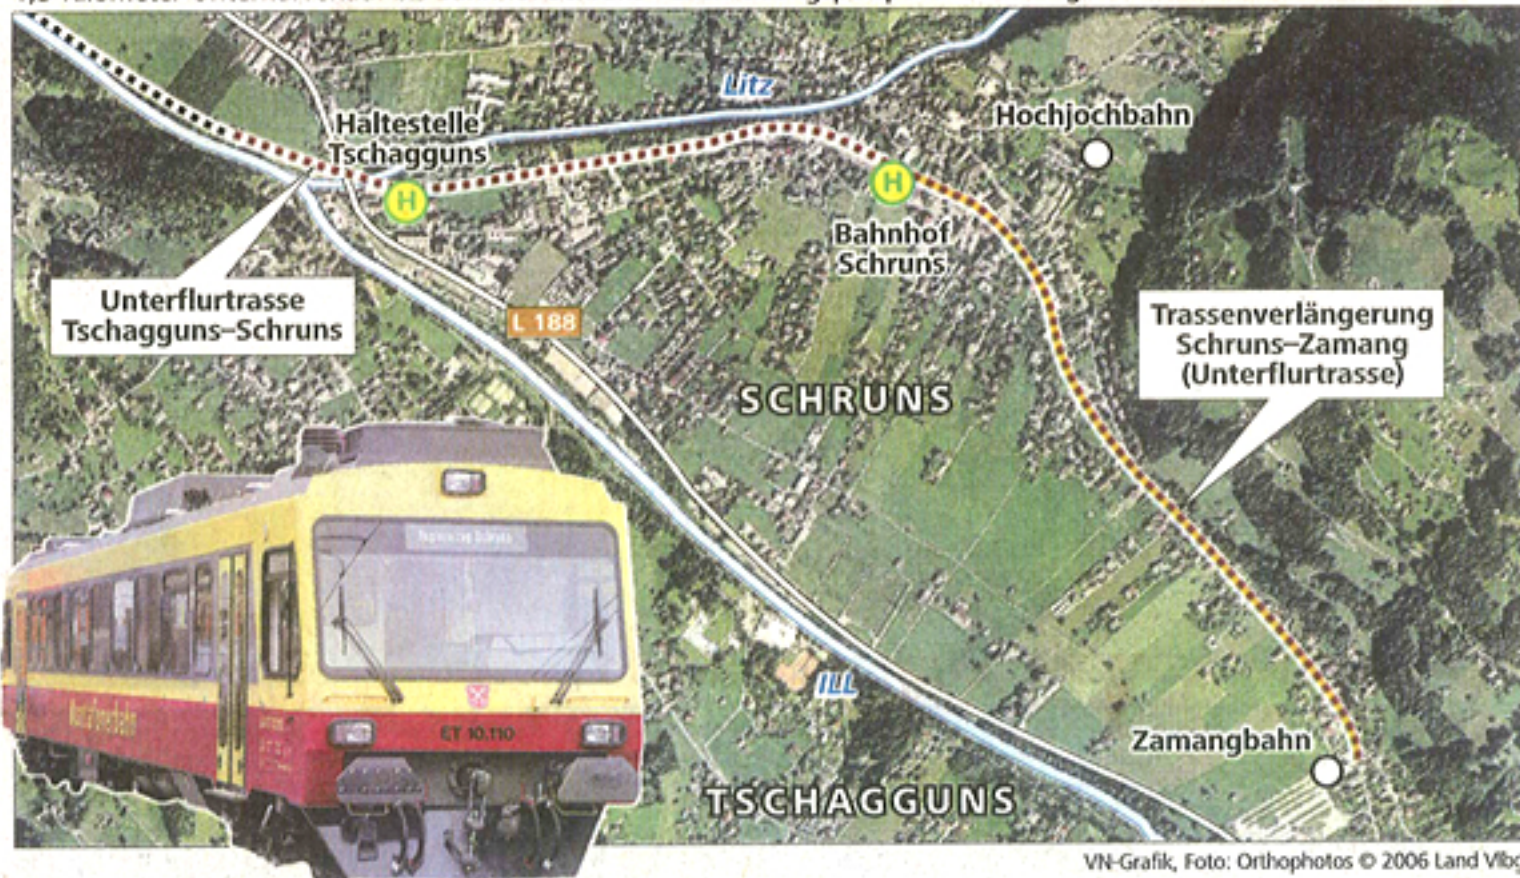 Litz
Hochjochbahn
Haltestelle
Tschagguns
H
H
Bahnhof
Schruns
Unterflurtrasse
Tschagguns–Schruns
L 188
Trassenverlängerung
Schruns–Zamang
(Unterflurtrasse)
SCHRUNS
ILL
ET 10.110
Zamangbahn
TSCHAGGUNS
VN-Grafik, Foto: Orthophotos © 2006 Land Vlbg